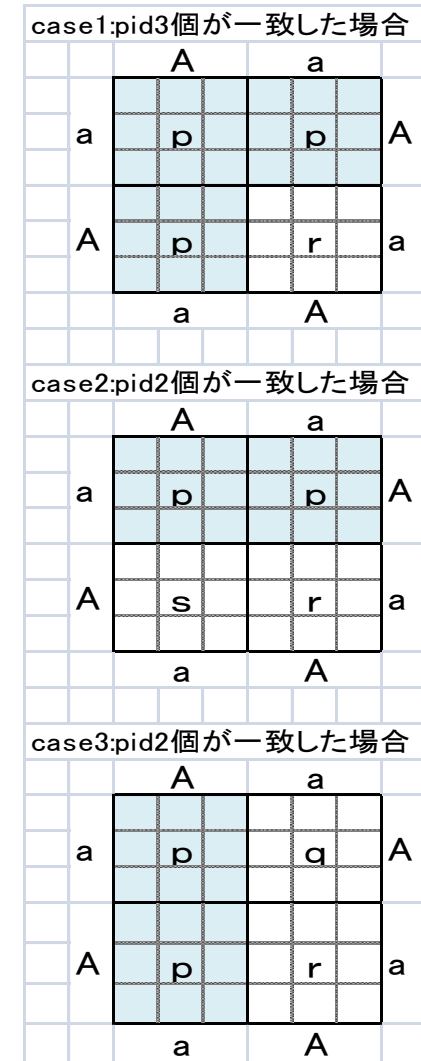 case1:pid3個が一致した場合
A a
a p p A
A p r a
a A
case2:pid2個が一致した場合
A a
a p p A
A s r a
a A
case3:pid2個が一致した場合
A a
a p q A
A p r a
a A